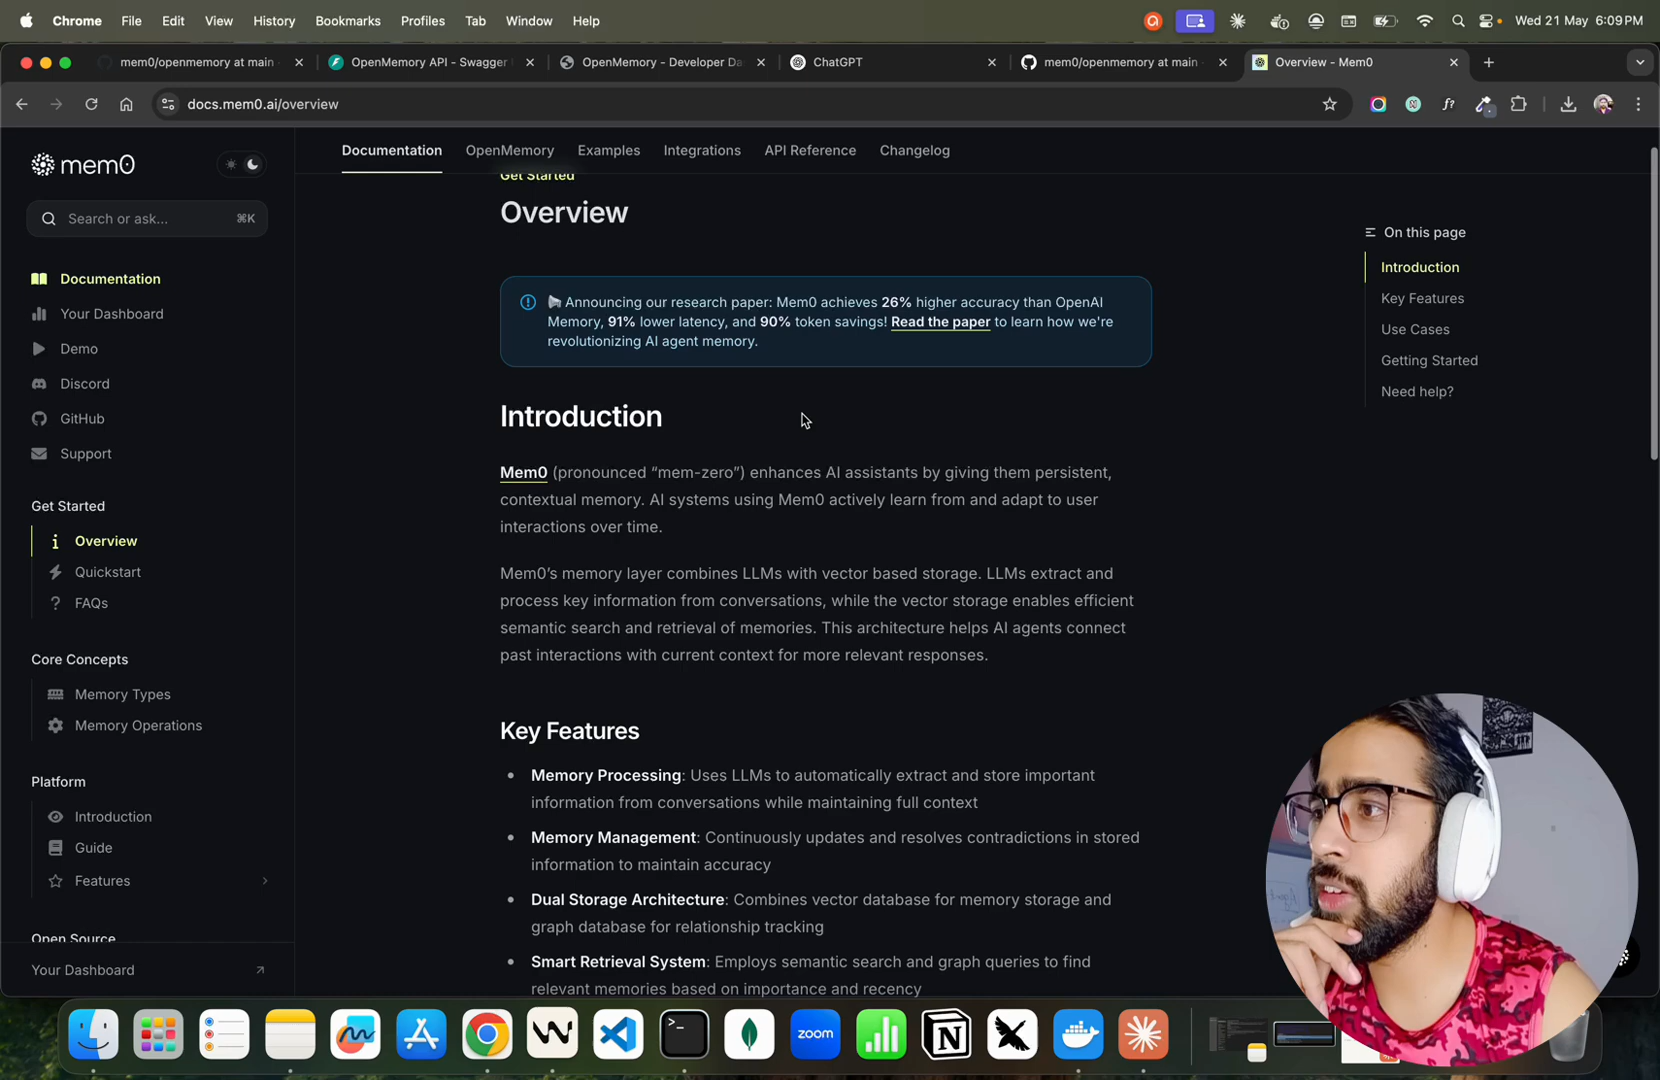 Chrome File Edit View History Bookmarks Profiles Tab Window Help Wed 21 May 6:09 PM
mem0/openmemory at main OpenMemory API - Swagger OpenMemory - Developer Da ChatGPT mem0/openmemory at main Overview - Mem0
docs.mem0.ai/overview
mem0
Search or ask... ⌘K
Documentation
Your Dashboard
Demo
Discord
GitHub
Support
Get Started
Overview
Quickstart
FAQs
Core Concepts
Memory Types
Memory Operations
Platform
Introduction
Guide
Features
Open Source
Your Dashboard
Documentation OpenMemory Examples Integrations API Reference Changelog
Get Started
Overview
Announcing our research paper: Mem0 achieves 26% higher accuracy than OpenAI
Memory, 91% lower latency, and 90% token savings! Read the paper to learn how we're
revolutionizing AI agent memory.
Introduction
Mem0 (pronounced “mem-zero”) enhances AI assistants by giving them persistent,
contextual memory. AI systems using Mem0 actively learn from and adapt to user
interactions over time.
Mem0’s memory layer combines LLMs with vector based storage. LLMs extract and
process key information from conversations, while the vector storage enables efficient
semantic search and retrieval of memories. This architecture helps AI agents connect
past interactions with current context for more relevant responses.
Key Features
Memory Processing: Uses LLMs to automatically extract and store important
information from conversations while maintaining full context
Memory Management: Continuously updates and resolves contradictions in stored
information to maintain accuracy
Dual Storage Architecture: Combines vector database for memory storage and
graph database for relationship tracking
Smart Retrieval System: Employs semantic search and graph queries to find
relevant memories based on importance and recency
On this page
Introduction
Key Features
Use Cases
Getting Started
Need help?
zoom